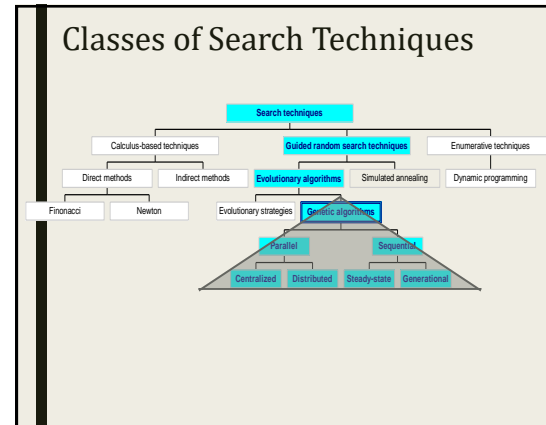 Classes of Search Techniques
Search techniques
Calculus-based techniques Guided random search techniques Enumerative techniques
Direct methods Indirect methods Evolutionary algorithms Simulated annealing Dynamic programming
Finonacci Newton Evolutionary strategies Genetic algorithms
Parallel Sequential
Centralized Distributed Steady-state Generational